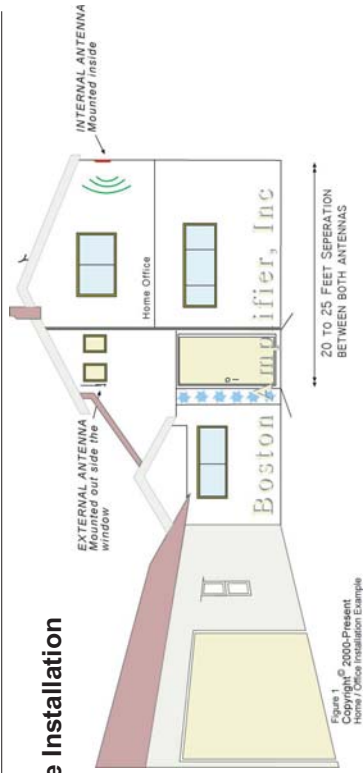 e Installation
EXTERNAL ANTENNA
Mounted out side the
window
INTERNAL ANTENNA
Mounted inside
Home Office
Boston Amplifier, Inc
20 TO 25 FEET SEPERATION
BETWEEN BOTH ANTENNAS
Figure 1
Copyright© 2000-Present
Home / Office Installation Example